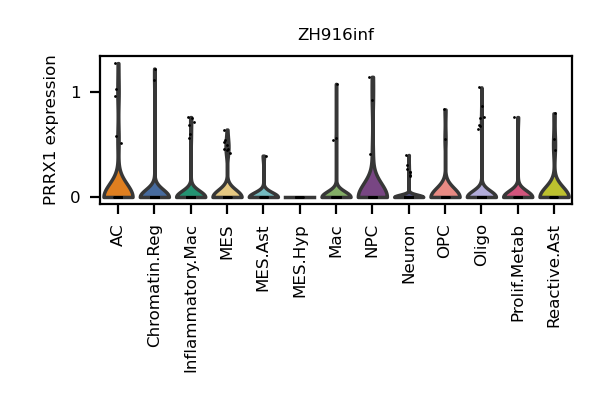 ZH916inf
PRRX1 expression
1
0
AC
Chromatin.Reg
Inflammatory.Mac
MES
MES.Ast
MES.Hyp
Mac
NPC
Neuron
OPC
Oligo
Prolif.Metab
Reactive.Ast